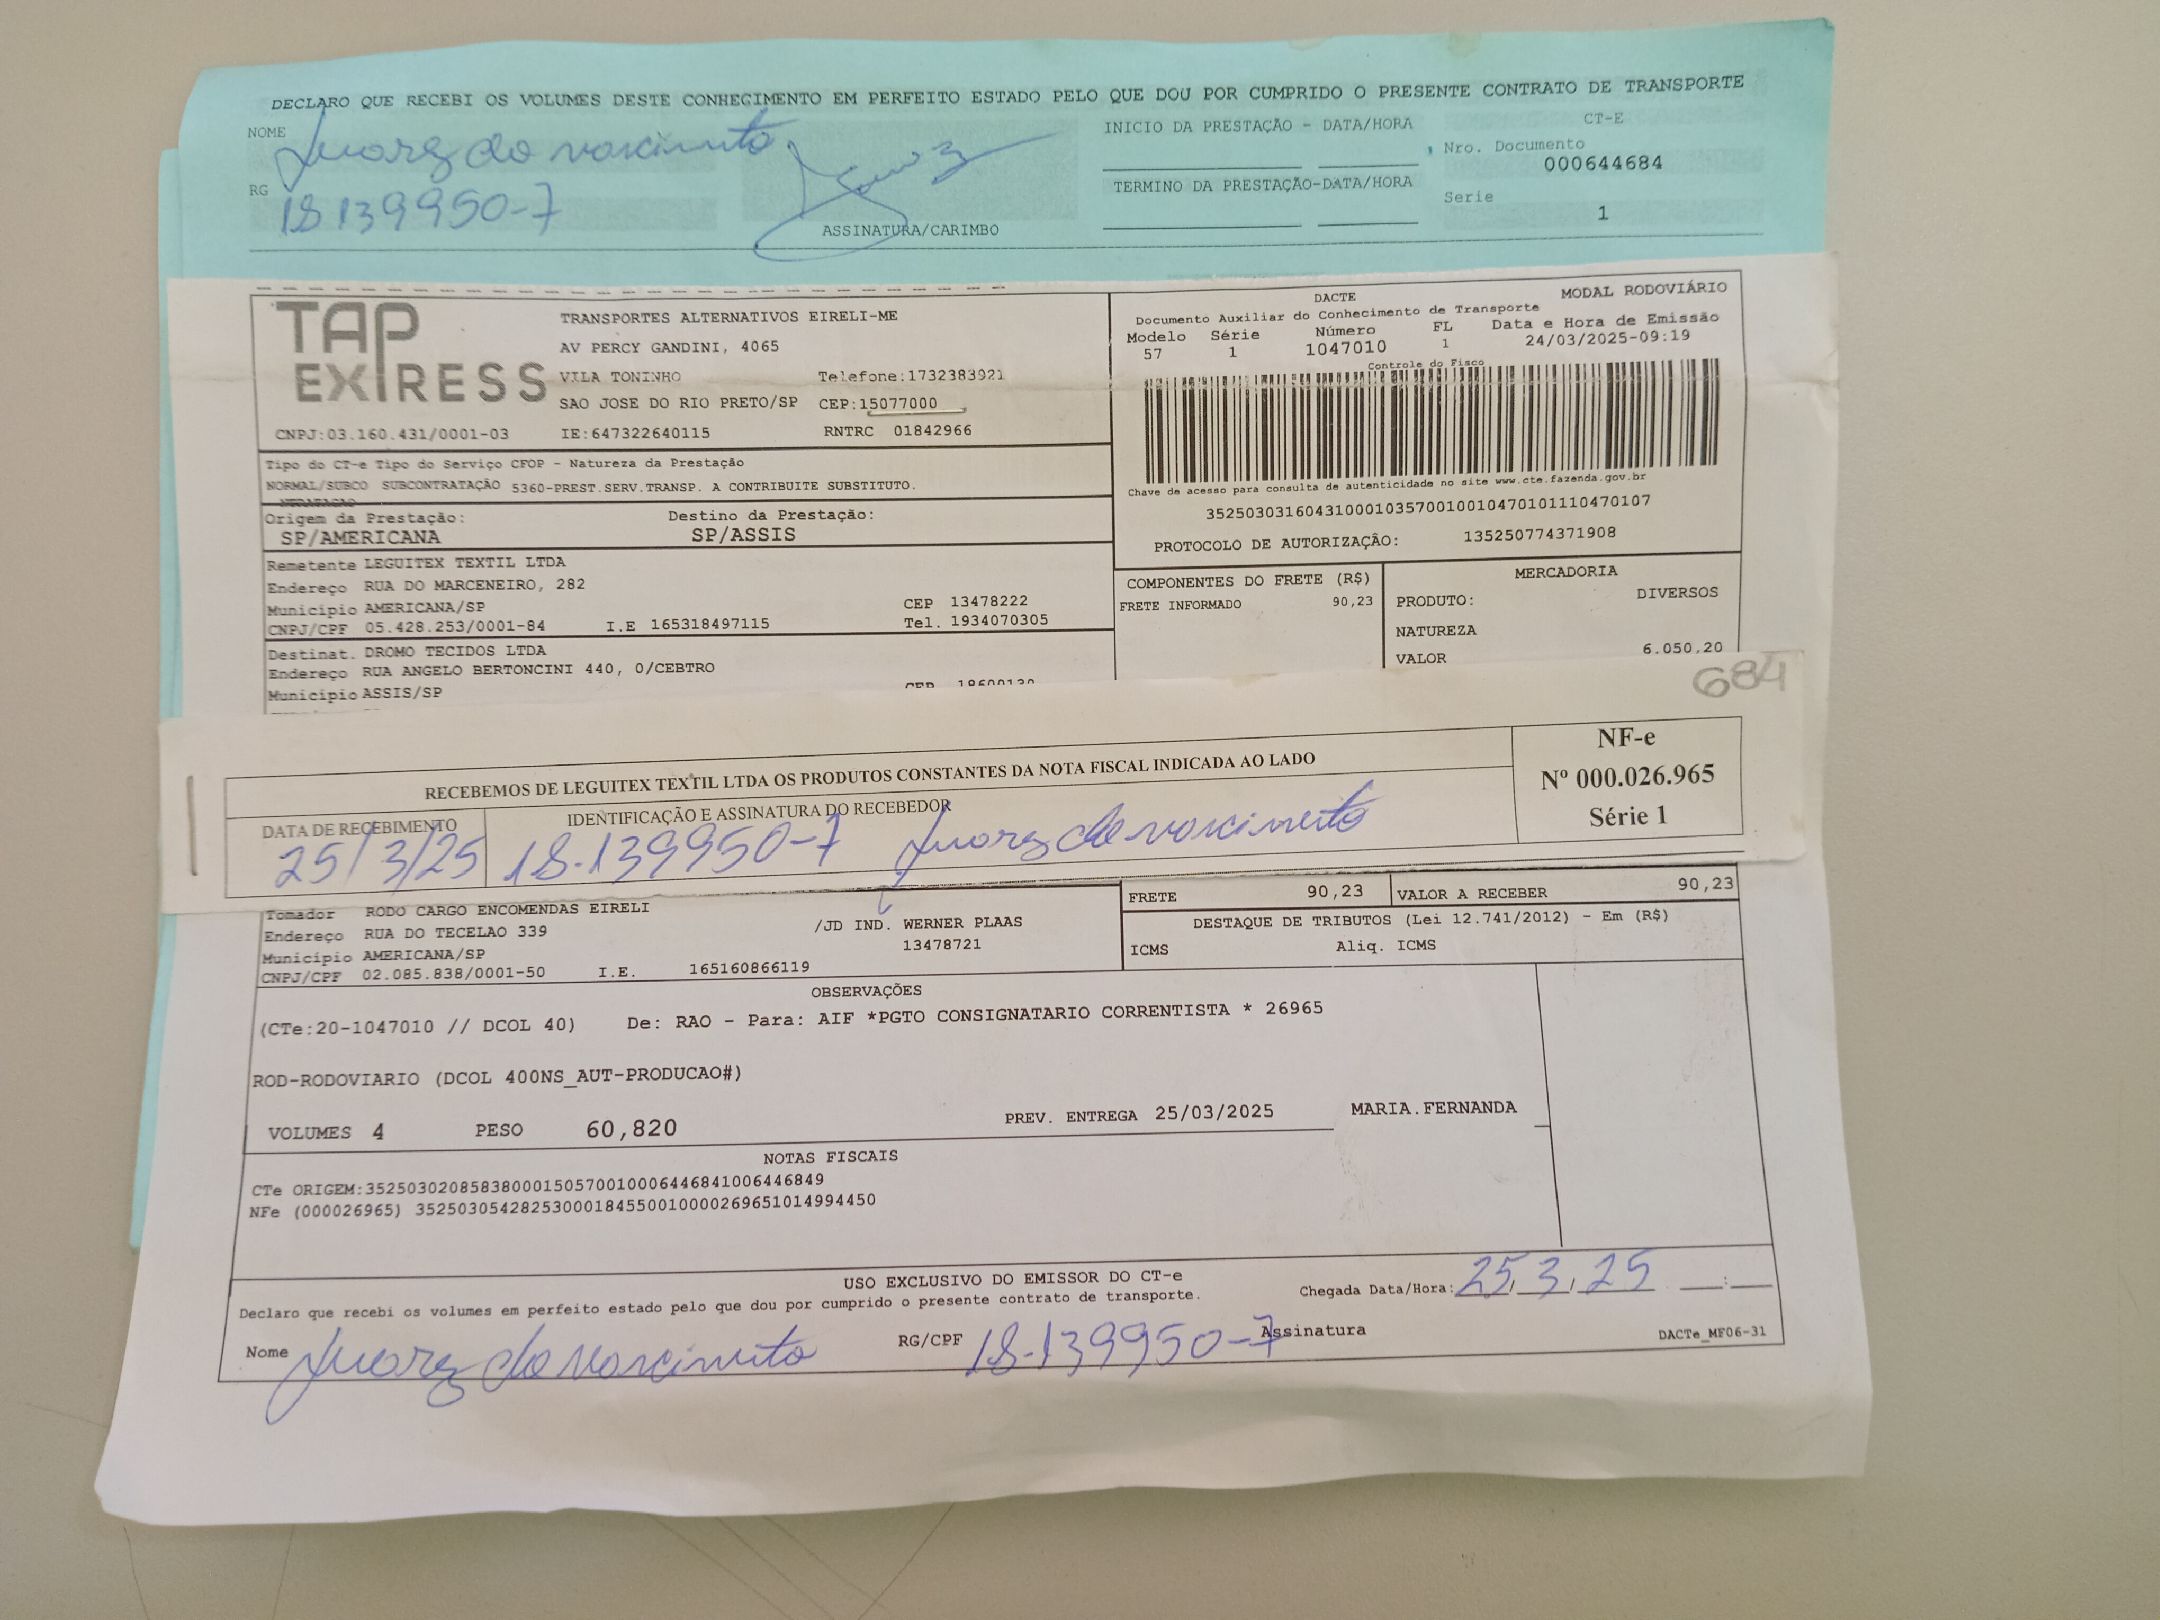 DECLARO QUE RECEBI OS VOLUMES DESTE CONHECIMENTO EM PERFEITO ESTADO PELO QUE DOU POR CUMPRIDO O PRESENTE CONTRATO DE TRANSPORTE
NOME Juarez do nascimento
INICIO DA PRESTAÇÃO - DATA/HORA
CT-E
Nro. Documento
000644684
RG 18139950-7
TERMINO DA PRESTAÇÃO-DATA/HORA
Serie
1
ASSINATURA/CARIMBO
TAP EXPRESS
TRANSPORTES ALTERNATIVOS EIRELI-ME
AV PERCY GANDINI, 4065
VILA TONINHO Telefone:1732383921
SAO JOSE DO RIO PRETO/SP CEP:15077000
CNPJ:03.160.431/0001-03 IE:647322640115 RNTRC 01842966
DACTE MODAL RODOVIÁRIO
Documento Auxiliar do Conhecimento de Transporte
Modelo Série Número FL Data e Hora de Emissão
57 1 1047010 1 24/03/2025-09:19
Controle do Fisco
Chave de acesso para consulta de autenticidade no site www.cte.fazenda.gov.br
35250303160431000103570010010470101110470107
PROTOCOLO DE AUTORIZAÇÃO: 135250774371908
Tipo do CT-e Tipo do Serviço CFOP - Natureza da Prestação
NORMAL/SUBCO SUBCONTRATAÇÃO 5360-PREST.SERV.TRANSP. A CONTRIBUITE SUBSTITUTO.
Origem da Prestação: Destino da Prestação:
SP/AMERICANA SP/ASSIS
Remetente LEGUITEX TEXTIL LTDA
Endereço RUA DO MARCENEIRO, 282
Município AMERICANA/SP CEP 13478222
CNPJ/CPF 05.428.253/0001-84 I.E 165318497115 Tel. 1934070305
Destinat. DROMO TECIDOS LTDA
Endereço RUA ANGELO BERTONCINI 440, 0/CEBTRO
Município ASSIS/SP
COMPONENTES DO FRETE (R$)
FRETE INFORMADO 90,23
MERCADORIA
PRODUTO: DIVERSOS
NATUREZA
VALOR 6.050,20
684
RECEBEMOS DE LEGUITEX TEXTIL LTDA OS PRODUTOS CONSTANTES DA NOTA FISCAL INDICADA AO LADO
DATA DE RECEBIMENTO IDENTIFICAÇÃO E ASSINATURA DO RECEBEDOR
25/3/25 18.139950-7 Juarez do nascimento
NF-e
Nº 000.026.965
Série 1
Tomador RODO CARGO ENCOMENDAS EIRELI
Endereço RUA DO TECELAO 339 /JD IND. WERNER PLAAS
Município AMERICANA/SP 13478721
CNPJ/CPF 02.085.838/0001-50 I.E. 165160866119
FRETE 90,23 VALOR A RECEBER 90,23
DESTAQUE DE TRIBUTOS (Lei 12.741/2012) - Em (R$)
ICMS Aliq. ICMS
OBSERVAÇÕES
(CTe:20-1047010 // DCOL 40) De: RAO - Para: AIF *PGTO CONSIGNATARIO CORRENTISTA * 26965
ROD-RODOVIARIO (DCOL 400NS_AUT-PRODUCAO#)
VOLUMES 4 PESO 60,820 PREV. ENTREGA 25/03/2025 MARIA.FERNANDA
NOTAS FISCAIS
CTe ORIGEM:35250302085838000150570010006446841006446849
NFe (000026965) 35250305428253000184550010000269651014994450
USO EXCLUSIVO DO EMISSOR DO CT-e
Declaro que recebi os volumes em perfeito estado pelo que dou por cumprido o presente contrato de transporte.
Chegada Data/Hora: 25/3/25
Nome Juarez do nascimento RG/CPF 18.139950-7 Assinatura
DACTe_MF06-31